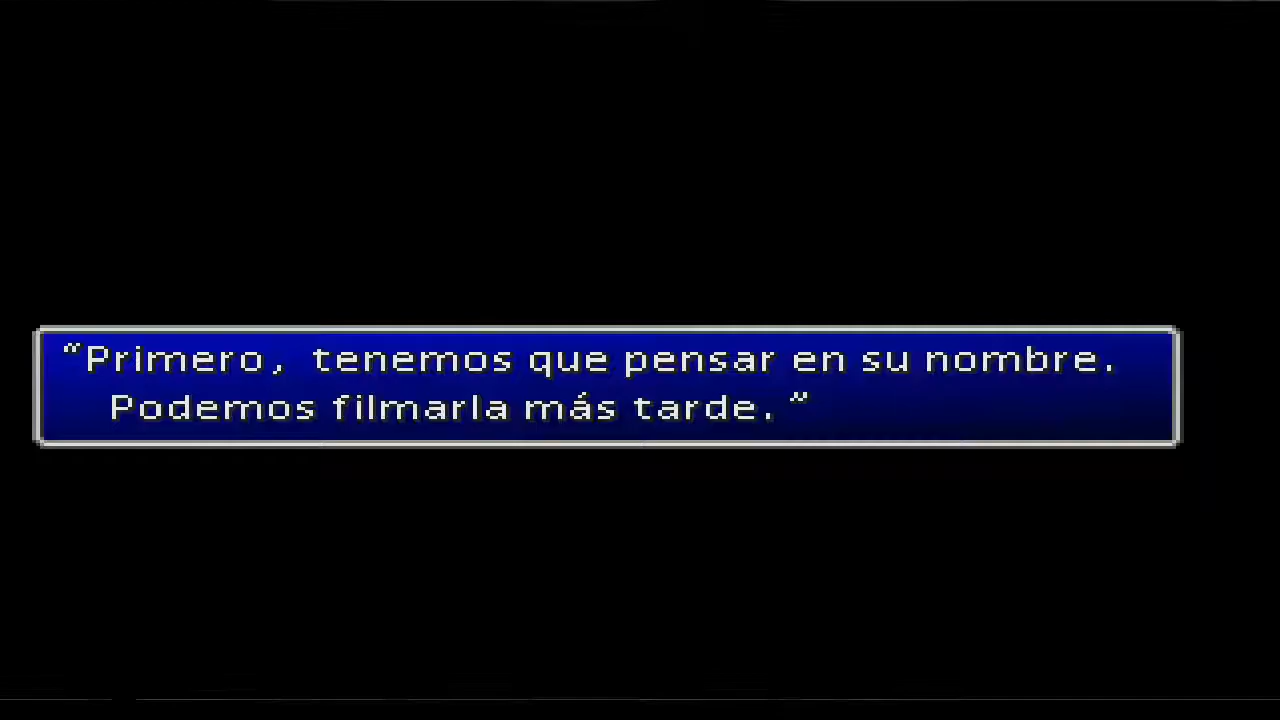 “Primero, tenemos que pensar en su nombre.
Podemos filmarla más tarde.”